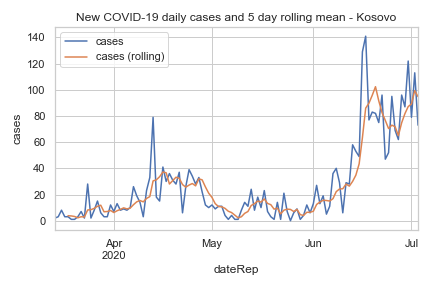 New COVID-19 daily cases and 5 day rolling mean - Kosovo
cases
cases (rolling)
140
120
100
80
60
40
20
0
cases
Apr
2020
May
Jun
Jul
dateRep